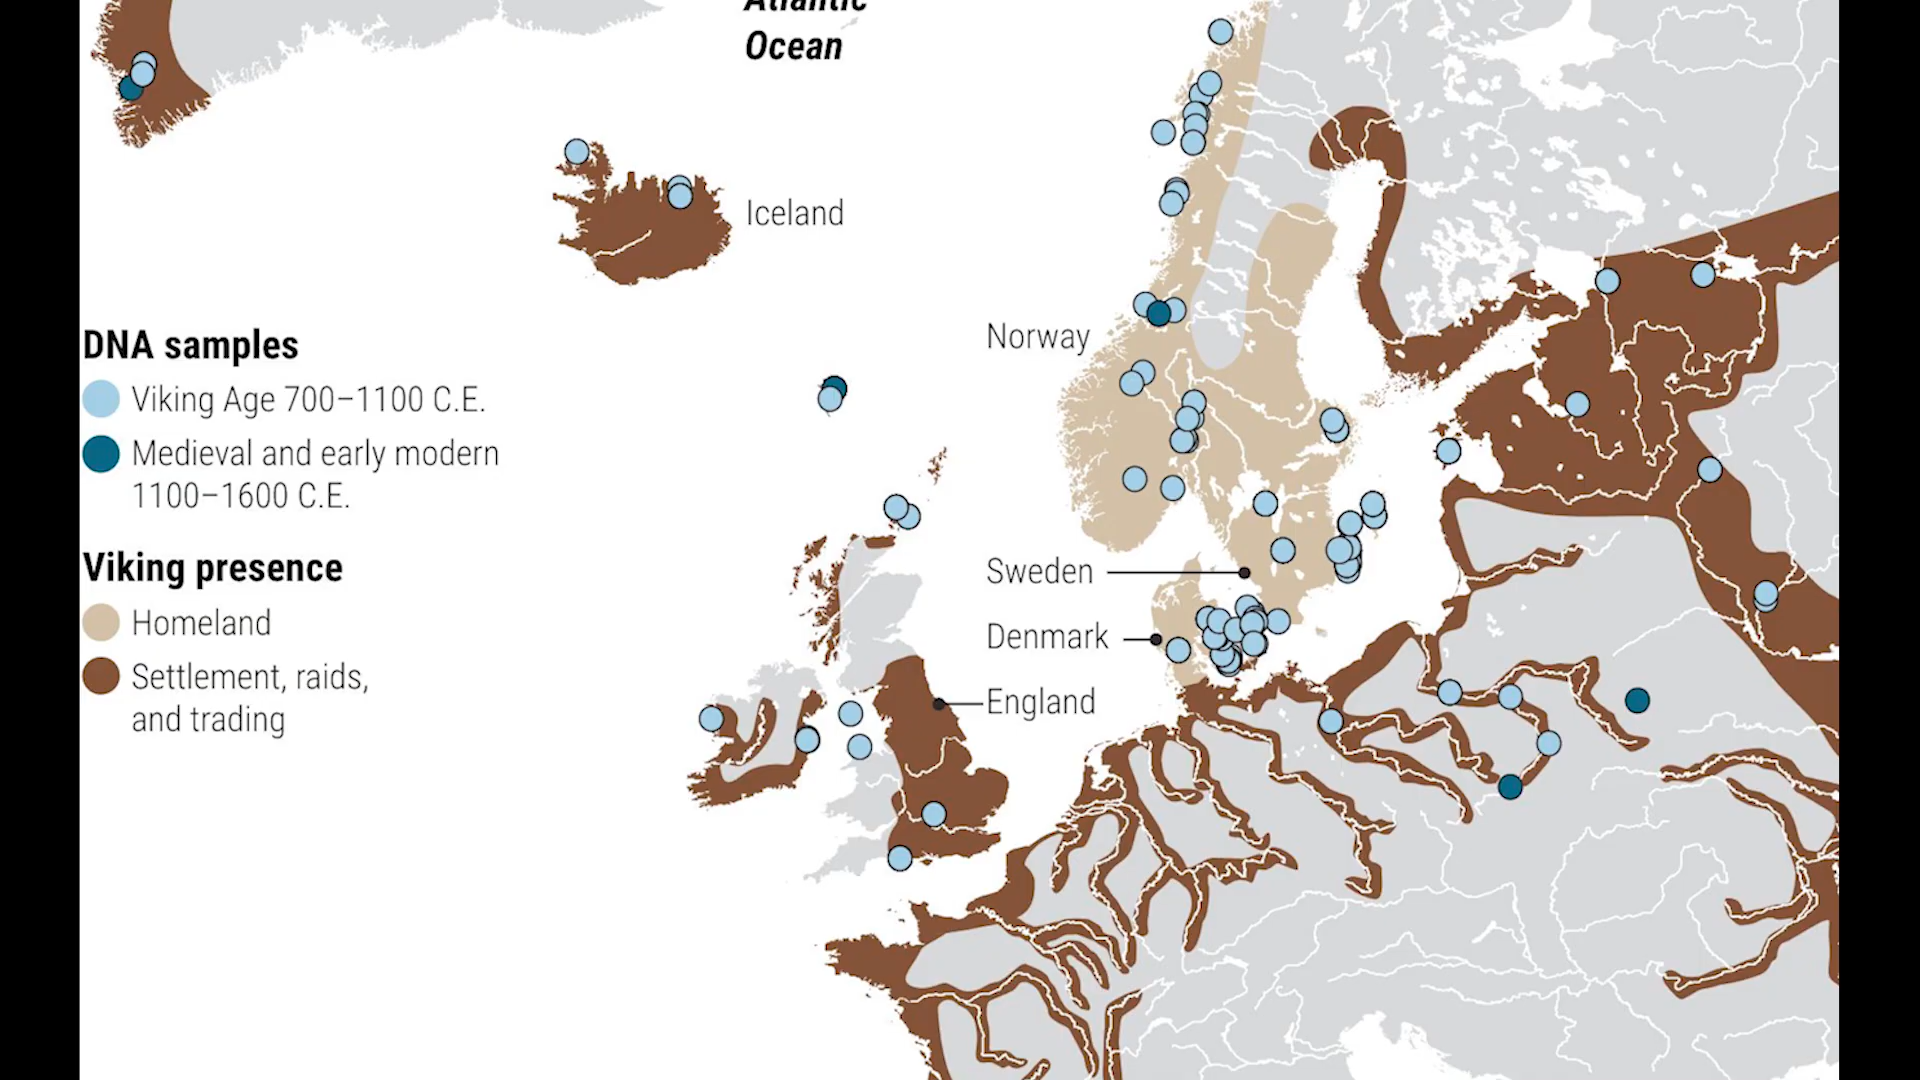 Atlantic
Ocean
Iceland
Norway
DNA samples
Viking Age 700–1100 C.E.
Medieval and early modern
1100–1600 C.E.
Viking presence
Homeland
Settlement, raids,
and trading
Sweden
Denmark
England